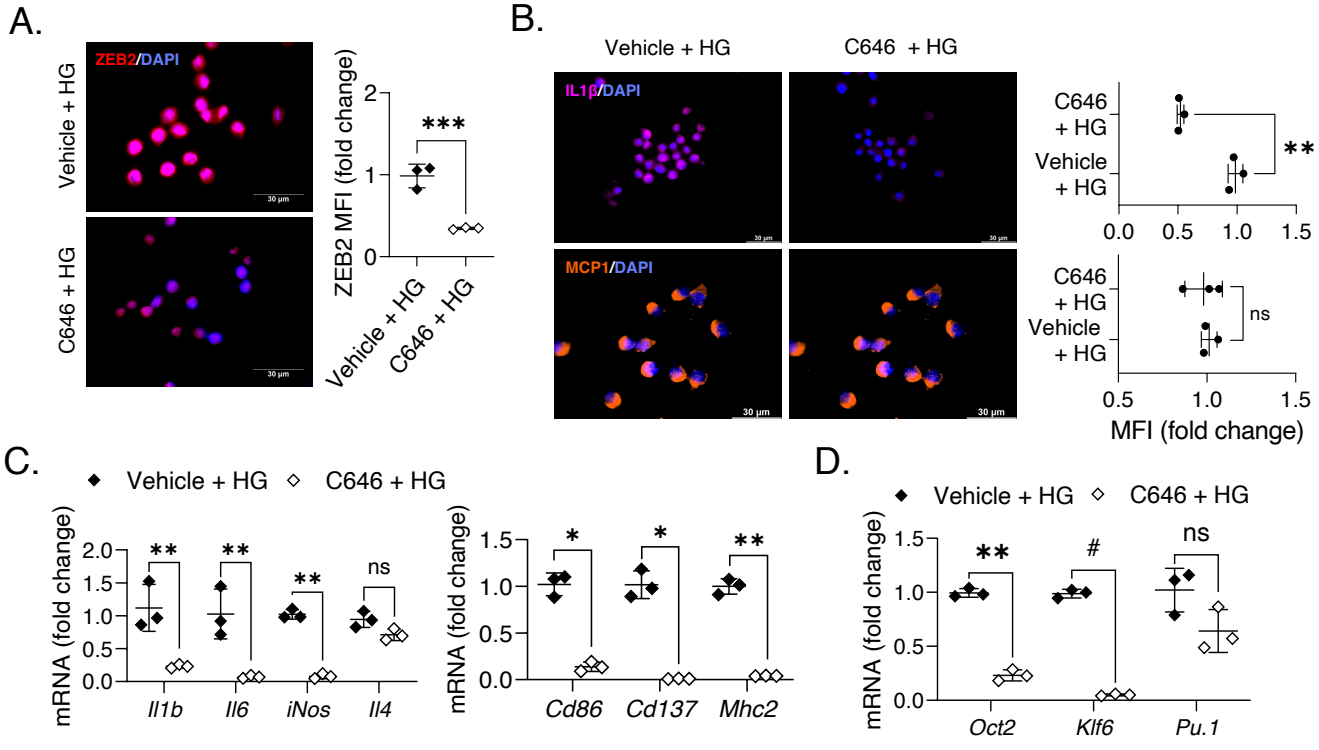 A.
Vehicle + HG
ZEB2/DAPI
30 μm
C646 + HG
30 μm
ZEB2 MFI (fold change)
2
1
0
***
Vehicle + HG
C646 + HG
B.
Vehicle + HG
C646 + HG
IL1β/DAPI
30 μm
30 μm
MCP1/DAPI
30 μm
30 μm
C646
+ HG
Vehicle
+ HG
**
0.0 0.5 1.0 1.5
C646
+ HG
Vehicle
+ HG
ns
0.5 1.0 1.5
MFI (fold change)
C.
Vehicle + HG
C646 + HG
mRNA (fold change)
2.0
1.5
1.0
0.5
0.0
** ** ** ns
Il1b Il6 iNos Il4
mRNA (fold change)
1.5
1.0
0.5
0.0
* * **
Cd86 Cd137 Mhc2
D.
Vehicle + HG
C646 + HG
mRNA (fold change)
1.5
1.0
0.5
0.0
** # ns
Oct2 Klf6 Pu.1